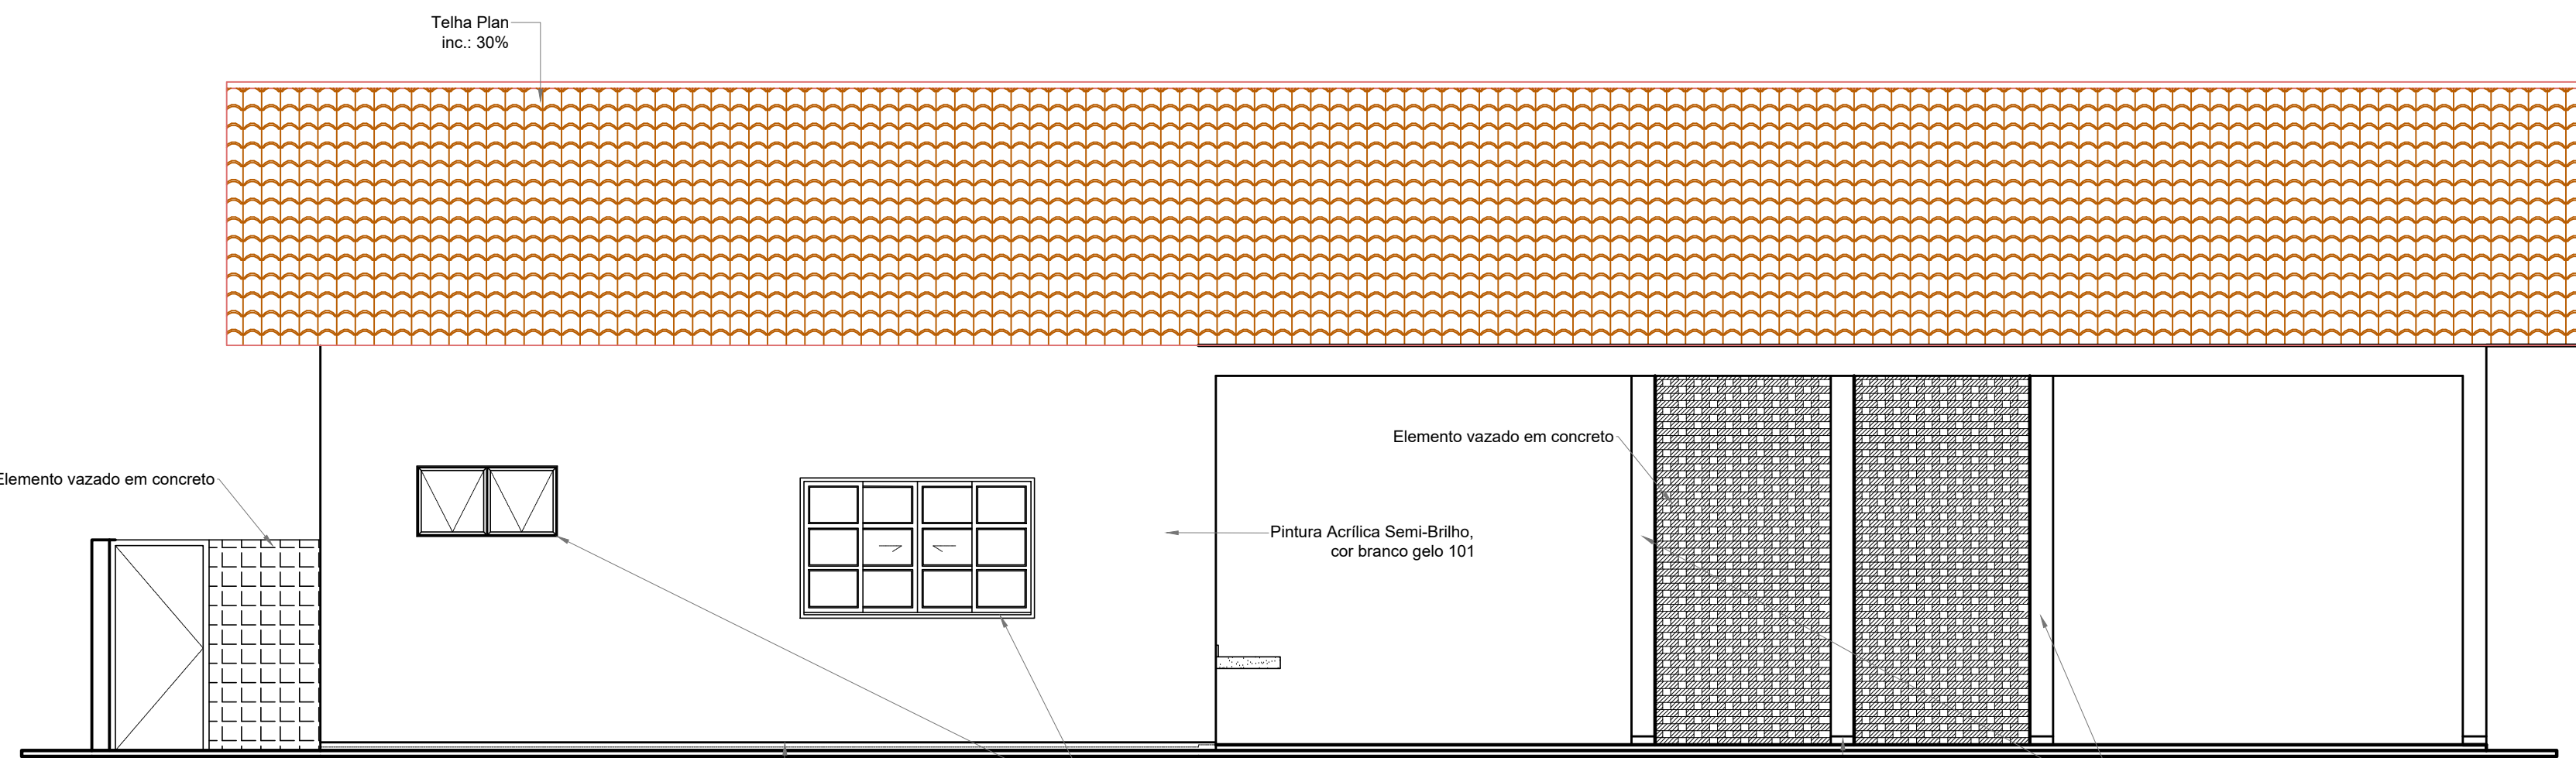 Telha Plan
inc.: 30%
Elemento vazado em concreto
Elemento vazado em concreto
Pintura Acrílica Semi-Brilho,
cor branco gelo 101